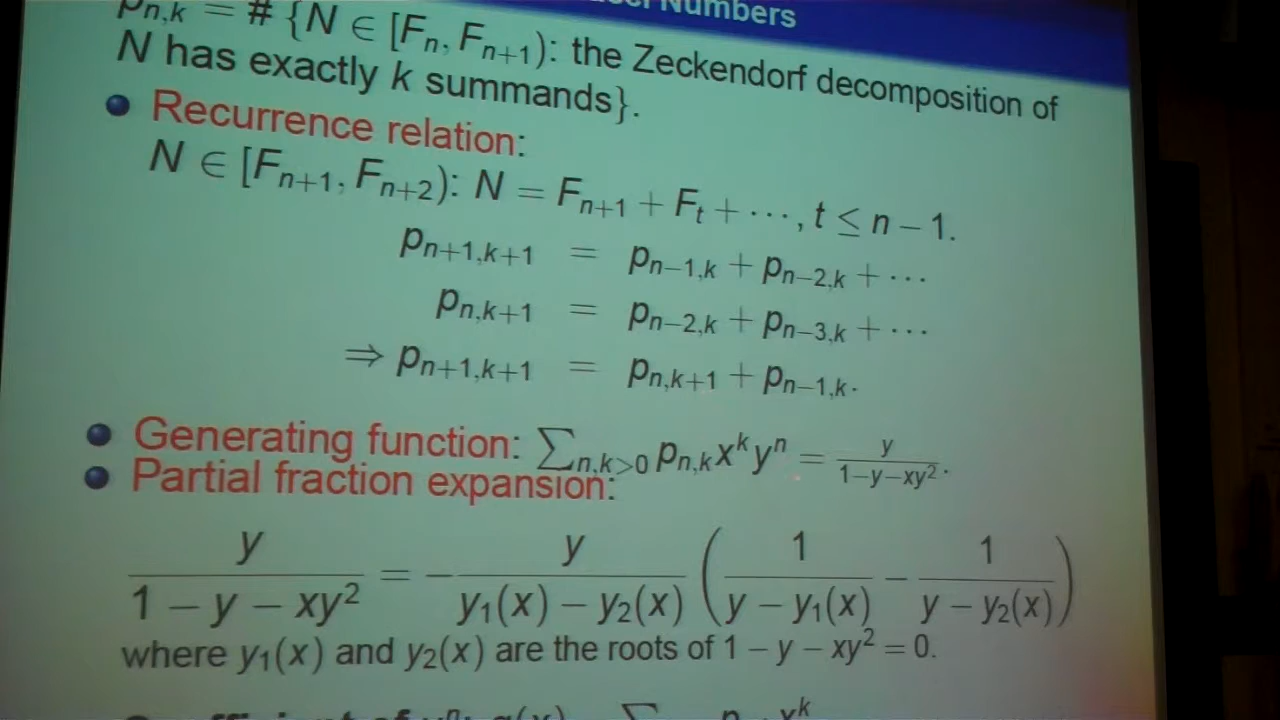 Numbers
p_{n,k} = # {N ∈ [F_n, F_{n+1}): the Zeckendorf decomposition of
N has exactly k summands}.
Recurrence relation:
N ∈ [F_{n+1}, F_{n+2}): N = F_{n+1} + F_t + ⋯, t ≤ n − 1.
p_{n+1,k+1} = p_{n−1,k} + p_{n−2,k} + ⋯
p_{n,k+1} = p_{n−2,k} + p_{n−3,k} + ⋯
⇒ p_{n+1,k+1} = p_{n,k+1} + p_{n−1,k}.
Generating function: ∑_{n,k>0} p_{n,k} x^k y^n = y / (1−y−xy^2).
Partial fraction expansion:
y / (1 − y − xy^2) = − y / (y_1(x) − y_2(x)) (1 / (y − y_1(x)) − 1 / (y − y_2(x)))
where y_1(x) and y_2(x) are the roots of 1 − y − xy^2 = 0.